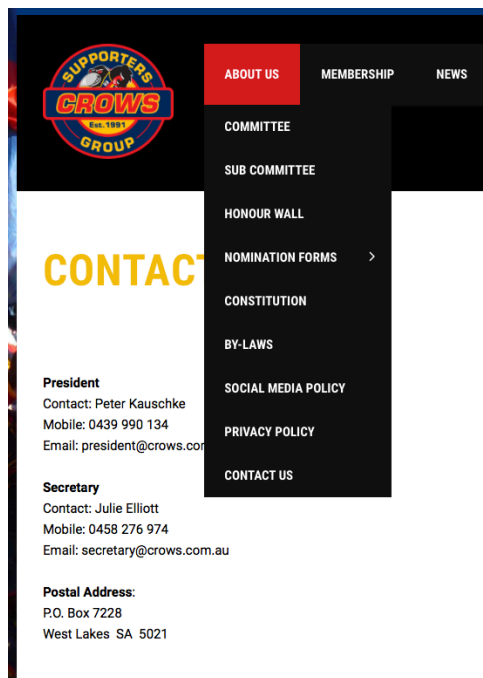 SUPPORTERS
CROWS
Est. 1991
GROUP
ABOUT US
MEMBERSHIP
NEWS
COMMITTEE
SUB COMMITTEE
HONOUR WALL
NOMINATION FORMS
CONSTITUTION
BY-LAWS
SOCIAL MEDIA POLICY
PRIVACY POLICY
CONTACT US
CONTACT
President
Contact: Peter Kauschke
Mobile: 0439 990 134
Email: president@crows.com
Secretary
Contact: Julie Elliott
Mobile: 0458 276 974
Email: secretary@crows.com.au
Postal Address:
P.O. Box 7228
West Lakes SA 5021